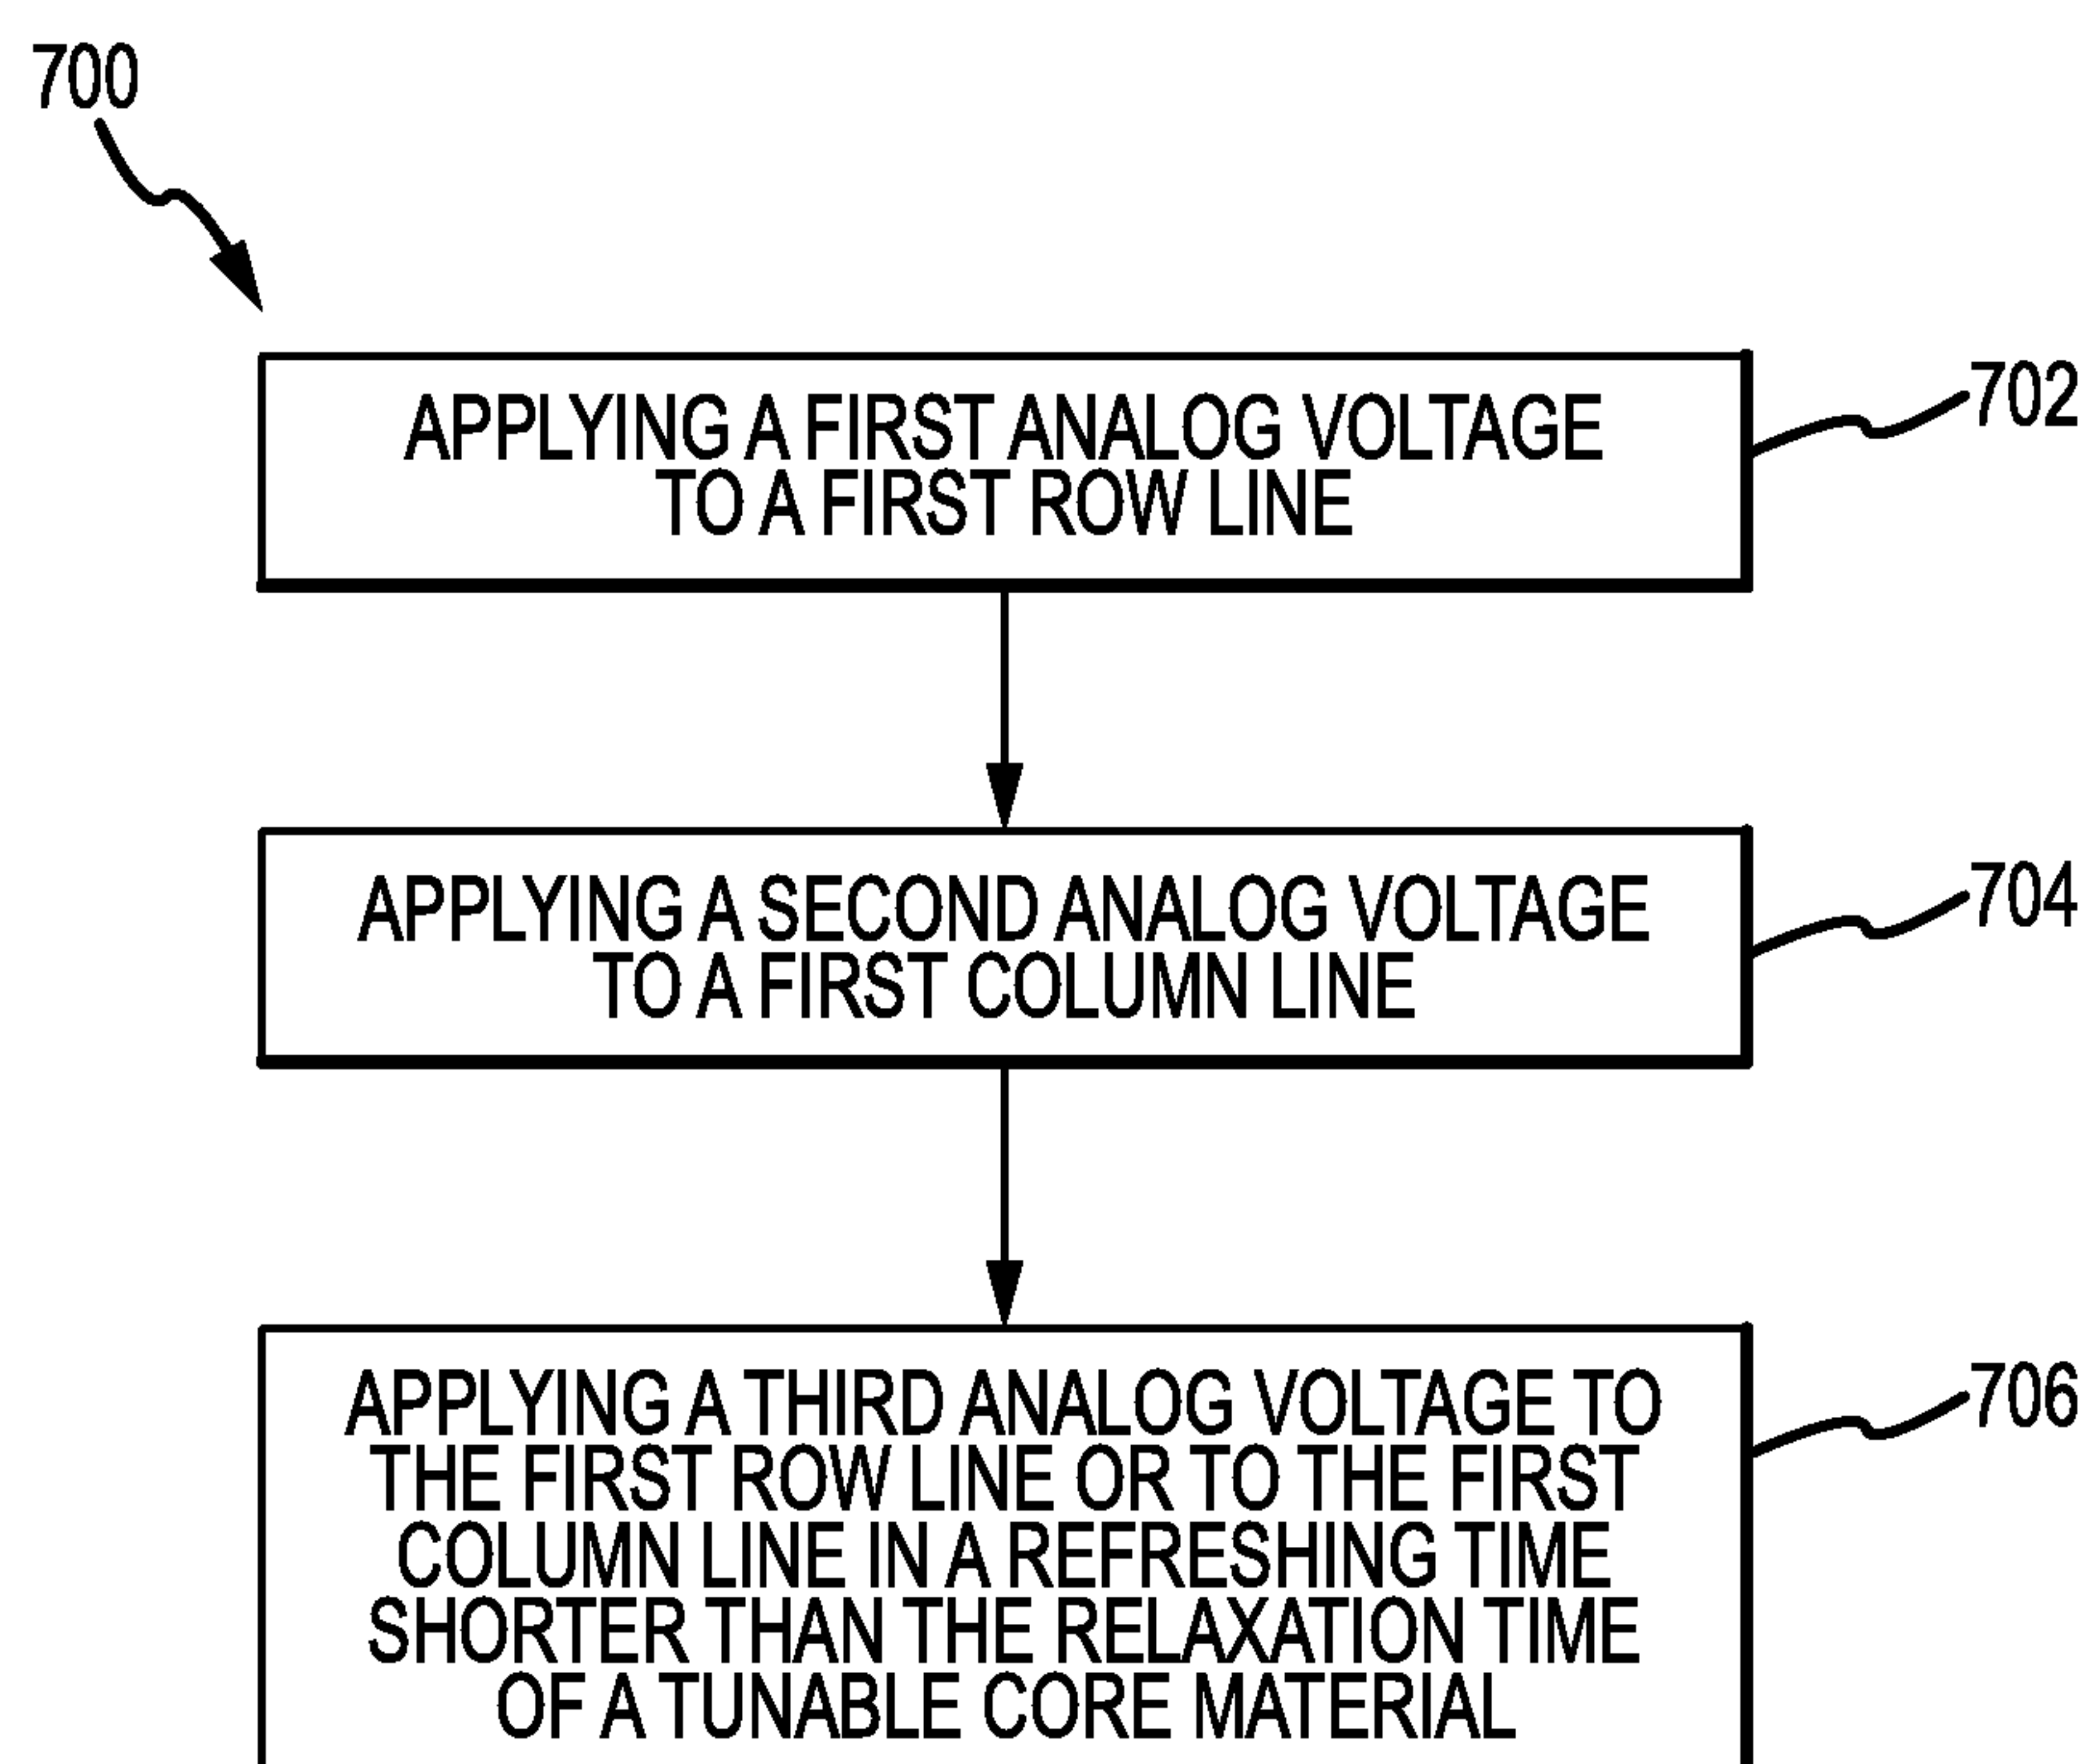 700
APPLYING A FIRST ANALOG VOLTAGE
TO A FIRST ROW LINE
702
APPLYING A SECOND ANALOG VOLTAGE
TO A FIRST COLUMN LINE
704
APPLYING A THIRD ANALOG VOLTAGE TO
THE FIRST ROW LINE OR TO THE FIRST
COLUMN LINE IN A REFRESHING TIME
SHORTER THAN THE RELAXATION TIME
OF A TUNABLE CORE MATERIAL
706